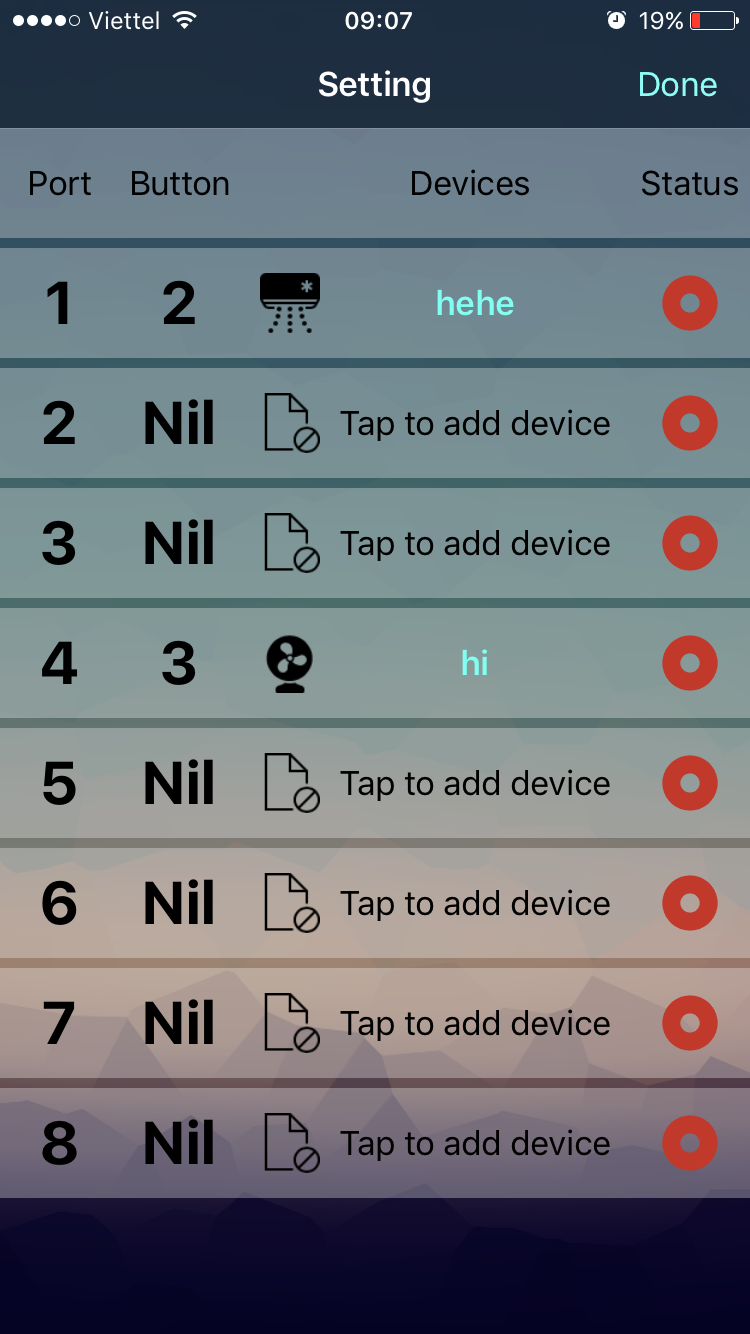 Viettel 09:07 19%
Setting Done
Port Button Devices Status
1 2 hehe
2 Nil Tap to add device
3 Nil Tap to add device
4 3 hi
5 Nil Tap to add device
6 Nil Tap to add device
7 Nil Tap to add device
8 Nil Tap to add device